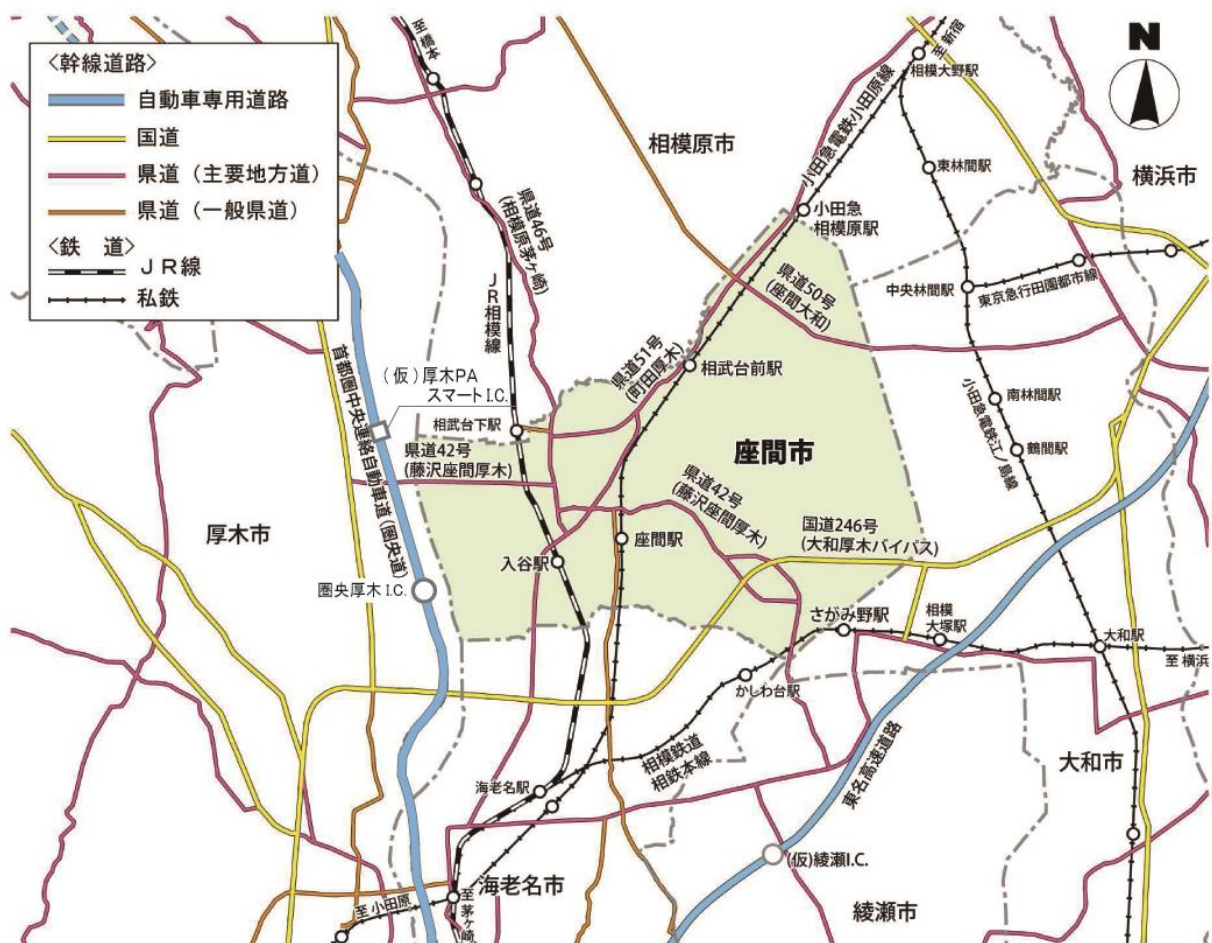 〈幹線道路〉
自動車専用道路
国道
県道（主要地方道）
県道（一般県道）
〈鉄　道〉
ＪＲ線
私鉄
N
至橋本
至新宿
相模大野駅
小田急電鉄小田原線
相模原市
東林間駅
横浜市
県道46号
(相模原茅ヶ崎)
小田急
相模原駅
ＪＲ相模線
県道50号
(座間大和)
中央林間駅
東京急行田園都市線
首都圏中央連絡自動車道(圏央道)
（仮）厚木PA
スマートI.C.
県道51号
(町田厚木)
相武台前駅
南林間駅
小田急電鉄江ノ島線
相武台下駅
県道42号
(藤沢座間厚木)
座間市
鶴間駅
県道42号
(藤沢座間厚木)
厚木市
国道246号
(大和厚木バイパス)
座間駅
入谷駅
圏央厚木 I.C.
さがみ野駅
相模
大塚駅
大和駅
至 横浜
かしわ台駅
相模鉄道
相鉄本線
海老名駅
東名高速道路
大和市
(仮)綾瀬I.C.
海老名市
至 小田原
至茅ヶ崎
綾瀬市